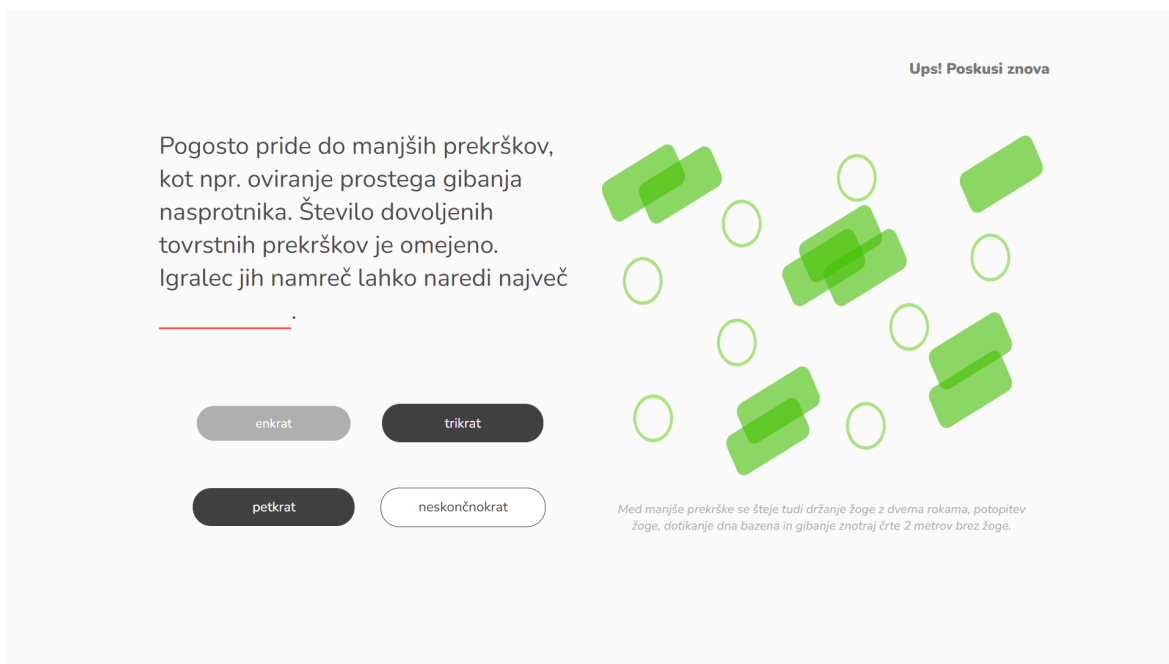 Ups! Poskusi znova
Pogosto pride do manjših prekrškov,
kot npr. oviranje prostega gibanja
nasprotnika. Število dovoljenih
tovrstnih prekrškov je omejeno.
Igralec jih namreč lahko naredi največ
___________.
enkrat
trikrat
petkrat
neskončnokrat
Med manjše prekrške se šteje tudi držanje žoge z dvema rokama, potopitev
žoge, dotikanje dna bazena in gibanje znotraj črte 2 metrov brez žoge.